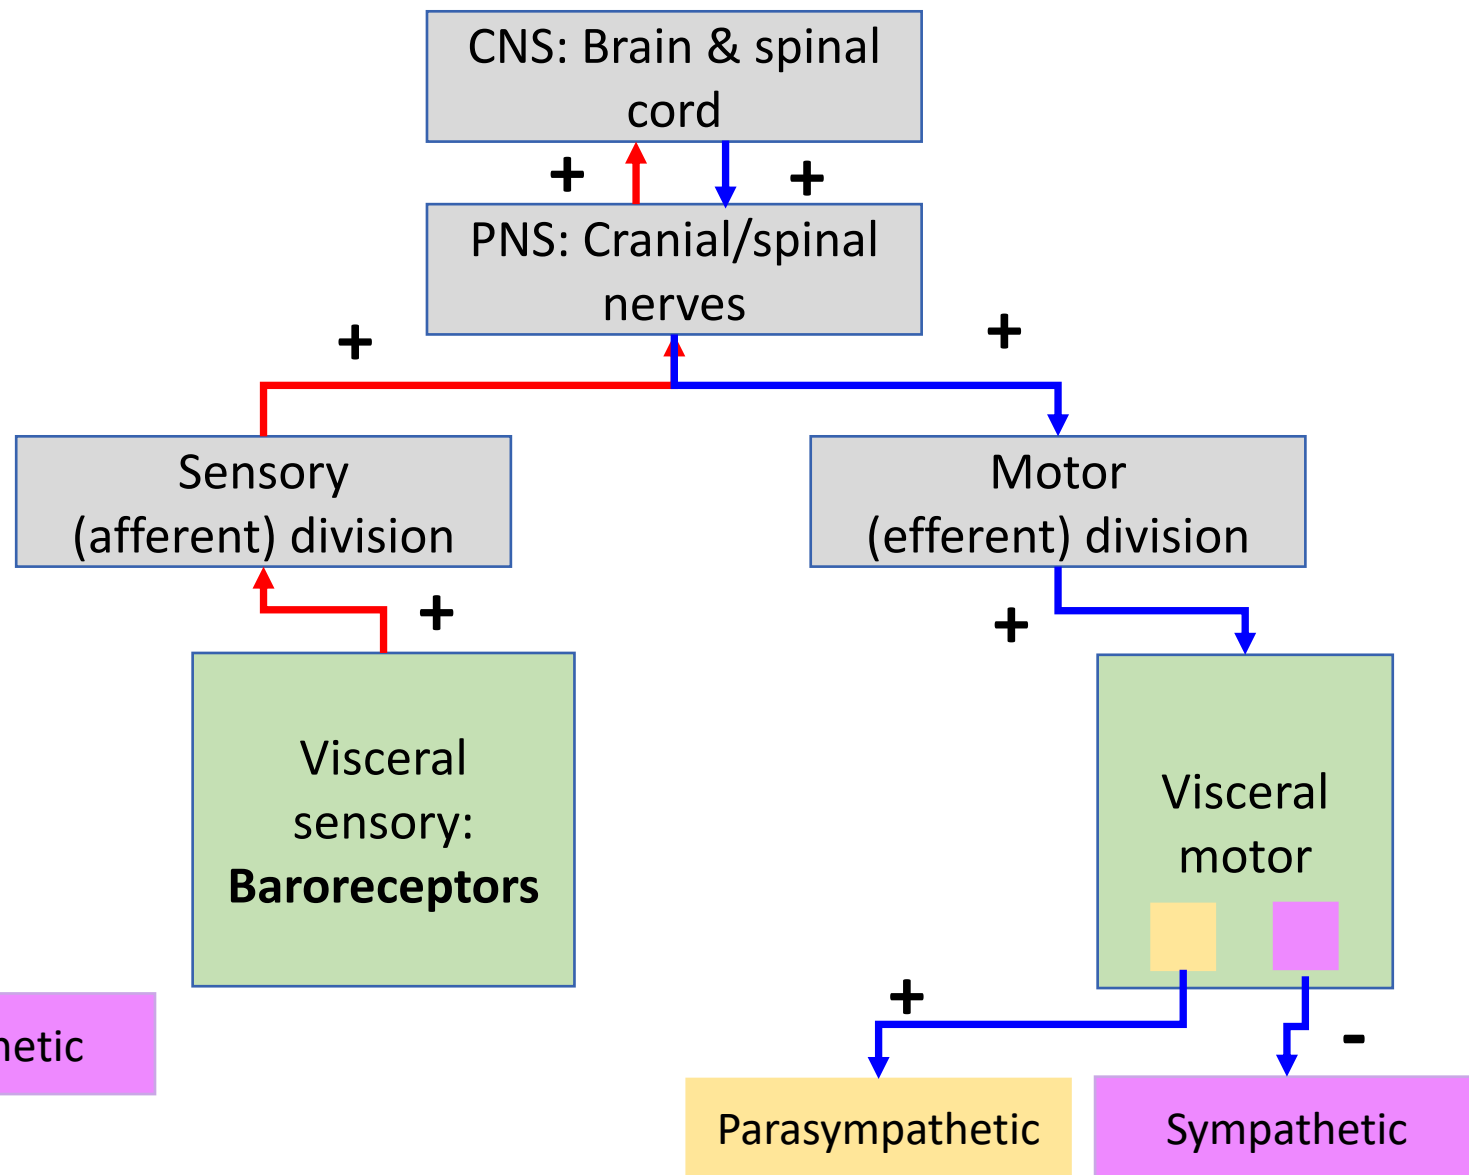 CNS: Brain & spinal
cord
+ +
PNS: Cranial/spinal
nerves
+ +
Sensory
(afferent) division
Motor
(efferent) division
+ +
Visceral
sensory:
Baroreceptors
Visceral
motor
+ -
netic
Parasympathetic
Sympathetic